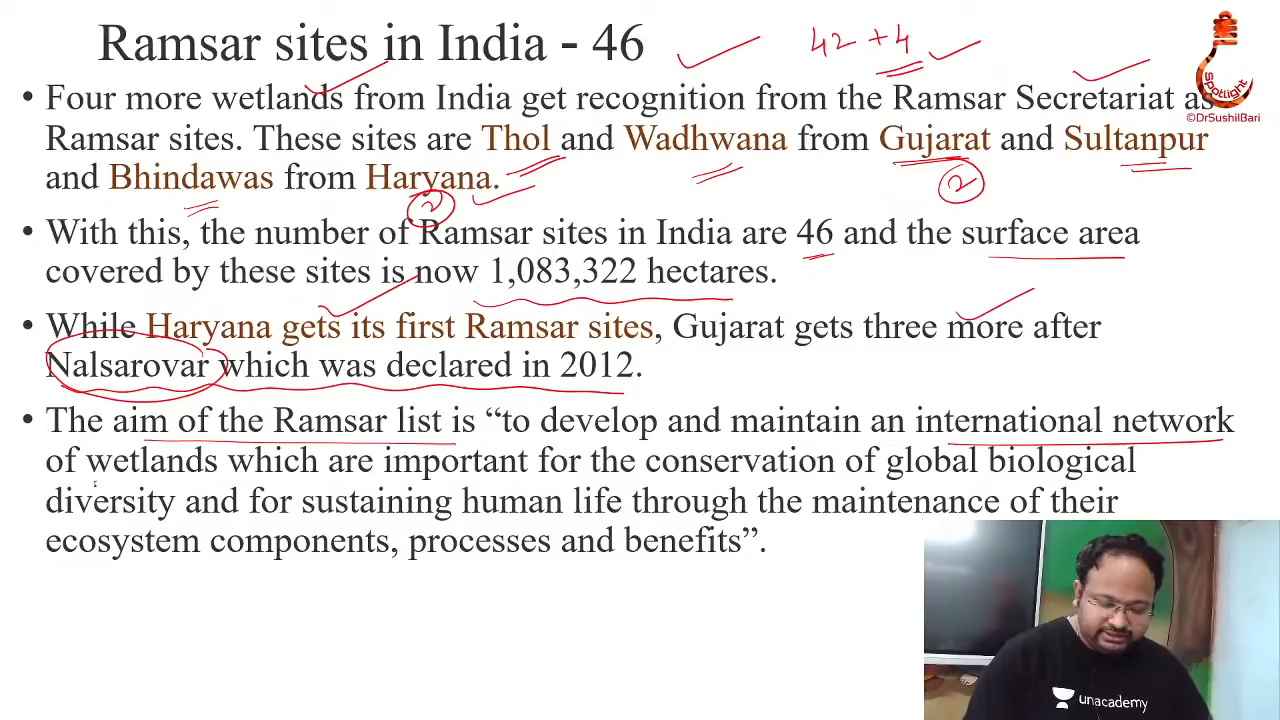 Ramsar sites in India - 46
42 + 4
• Four more wetlands from India get recognition from the Ramsar Secretariat as
Ramsar sites. These sites are Thol and Wadhwana from Gujarat and Sultanpur
and Bhindawas from Haryana.
2
2
• With this, the number of Ramsar sites in India are 46 and the surface area
covered by these sites is now 1,083,322 hectares.
• While Haryana gets its first Ramsar sites, Gujarat gets three more after
Nalsarovar which was declared in 2012.
• The aim of the Ramsar list is “to develop and maintain an international network
of wetlands which are important for the conservation of global biological
diversity and for sustaining human life through the maintenance of their
ecosystem components, processes and benefits”.
Spotlight
©DrSushilBari
unacademy